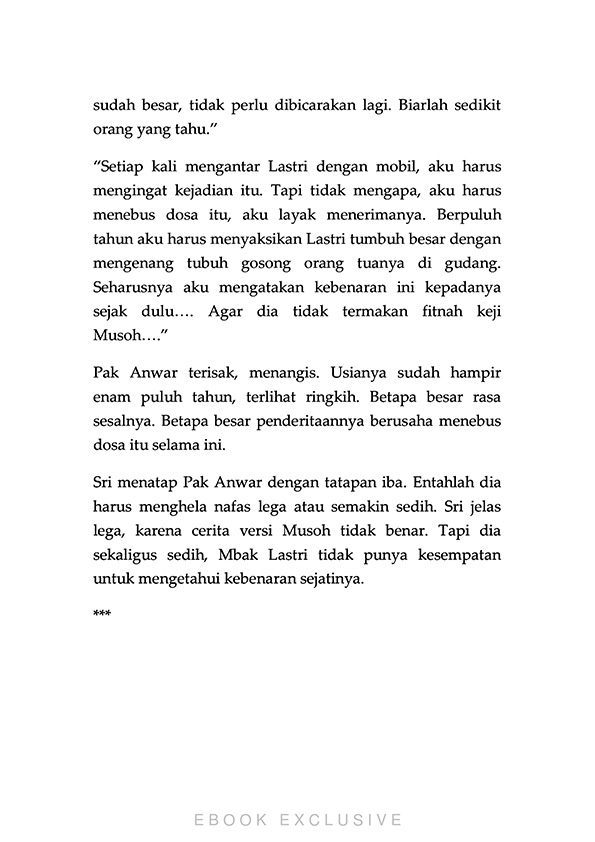 sudah besar, tidak perlu dibicarakan lagi. Biarlah sedikit
orang yang tahu.”
“Setiap kali mengantar Lastri dengan mobil, aku harus
mengingat kejadian itu. Tapi tidak mengapa, aku harus
menebus dosa itu, aku layak menerimanya. Berpuluh
tahun aku harus menyaksikan Lastri tumbuh besar dengan
mengenang tubuh gosong orang tuanya di gudang.
Seharusnya aku mengatakan kebenaran ini kepadanya
sejak dulu…. Agar dia tidak termakan fitnah keji
Musoh….”
Pak Anwar terisak, menangis. Usianya sudah hampir
enam puluh tahun, terlihat ringkih. Betapa besar rasa
sesalnya. Betapa besar penderitaannya berusaha menebus
dosa itu selama ini.
Sri menatap Pak Anwar dengan tatapan iba. Entahlah dia
harus menghela nafas lega atau semakin sedih. Sri jelas
lega, karena cerita versi Musoh tidak benar. Tapi dia
sekaligus sedih, Mbak Lastri tidak punya kesempatan
untuk mengetahui kebenaran sejatinya.
***
EBOOK EXCLUSIVE